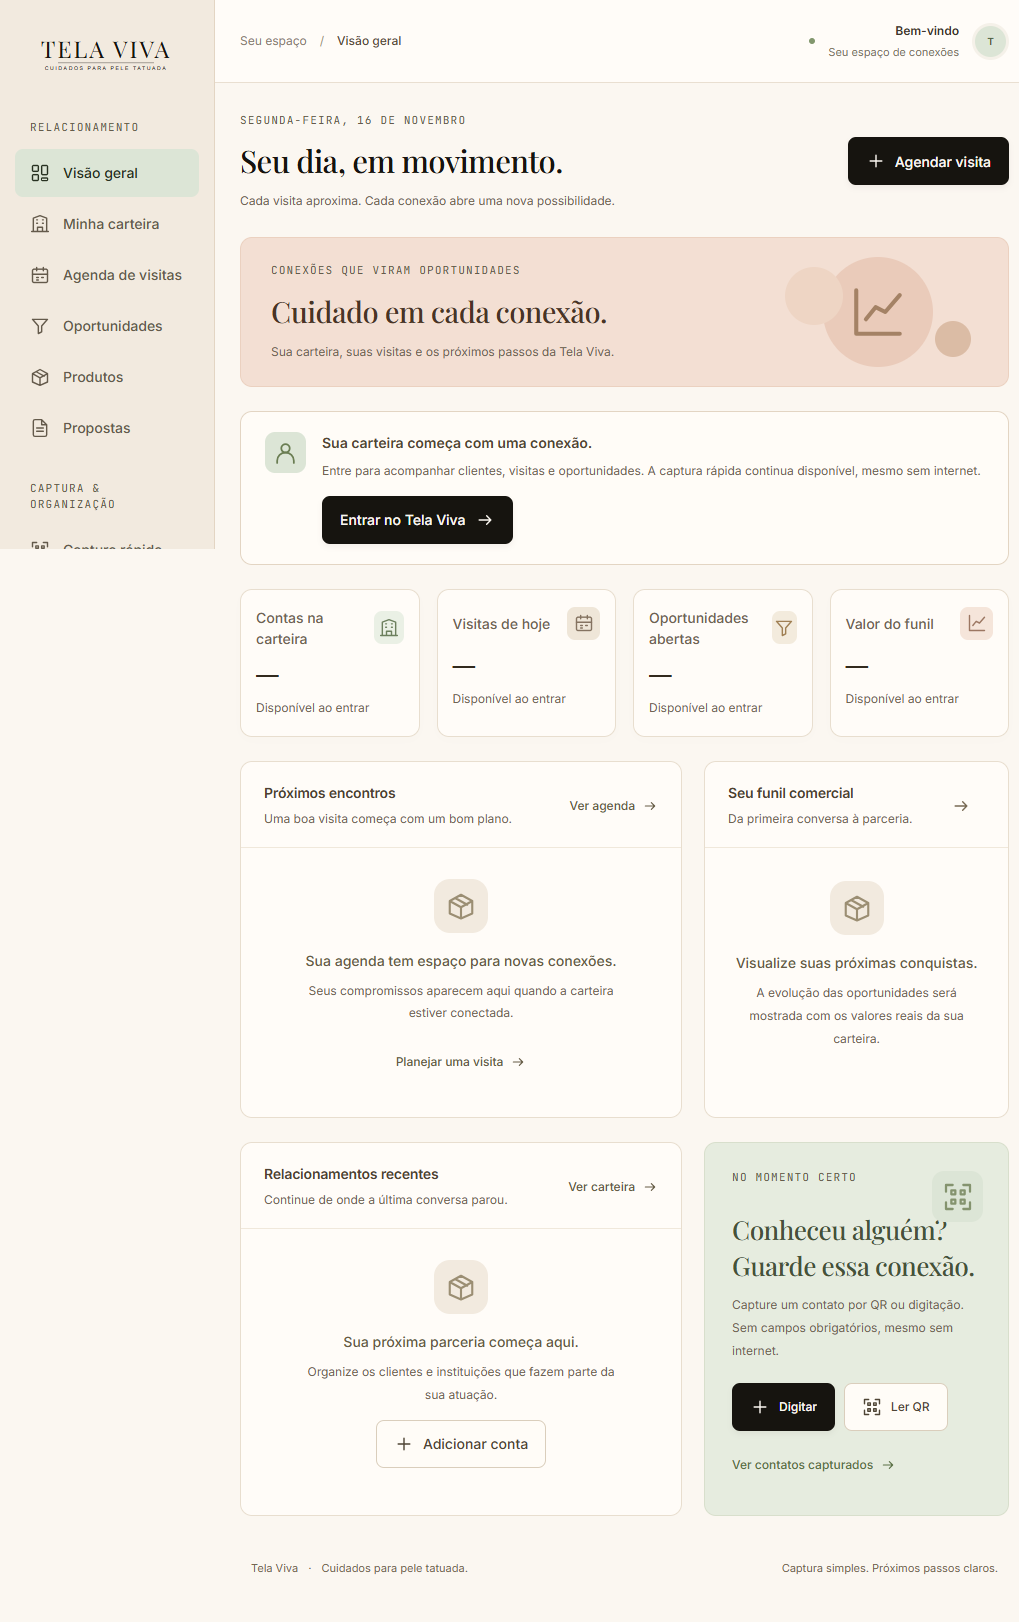 TELA VIVA
CUIDADOS PARA PELE TATUADA
RELACIONAMENTO
Visão geral
Minha carteira
Agenda de visitas
Oportunidades
Produtos
Propostas
CAPTURA &
ORGANIZAÇÃO
Captura rápida
Seu espaço / Visão geral
Bem-vindo
Seu espaço de conexões
T
SEGUNDA-FEIRA, 16 DE NOVEMBRO
Seu dia, em movimento.
Cada visita aproxima. Cada conexão abre uma nova possibilidade.
Agendar visita
CONEXÕES QUE VIRAM OPORTUNIDADES
Cuidado em cada conexão.
Sua carteira, suas visitas e os próximos passos da Tela Viva.
Sua carteira começa com uma conexão.
Entre para acompanhar clientes, visitas e oportunidades. A captura rápida continua disponível, mesmo sem internet.
Entrar no Tela Viva
Contas na
carteira
—
Disponível ao entrar
Visitas de hoje
—
Disponível ao entrar
Oportunidades
abertas
—
Disponível ao entrar
Valor do funil
—
Disponível ao entrar
Próximos encontros
Uma boa visita começa com um bom plano.
Ver agenda
Sua agenda tem espaço para novas conexões.
Seus compromissos aparecem aqui quando a carteira
estiver conectada.
Planejar uma visita
Seu funil comercial
Da primeira conversa à parceria.
Visualize suas próximas conquistas.
A evolução das oportunidades será
mostrada com os valores reais da sua
carteira.
Relacionamentos recentes
Continue de onde a última conversa parou.
Ver carteira
Sua próxima parceria começa aqui.
Organize os clientes e instituições que fazem parte da
sua atuação.
Adicionar conta
NO MOMENTO CERTO
Conheceu alguém?
Guarde essa conexão.
Capture um contato por QR ou digitação.
Sem campos obrigatórios, mesmo sem
internet.
Digitar
Ler QR
Ver contatos capturados
Tela Viva · Cuidados para pele tatuada.
Captura simples. Próximos passos claros.